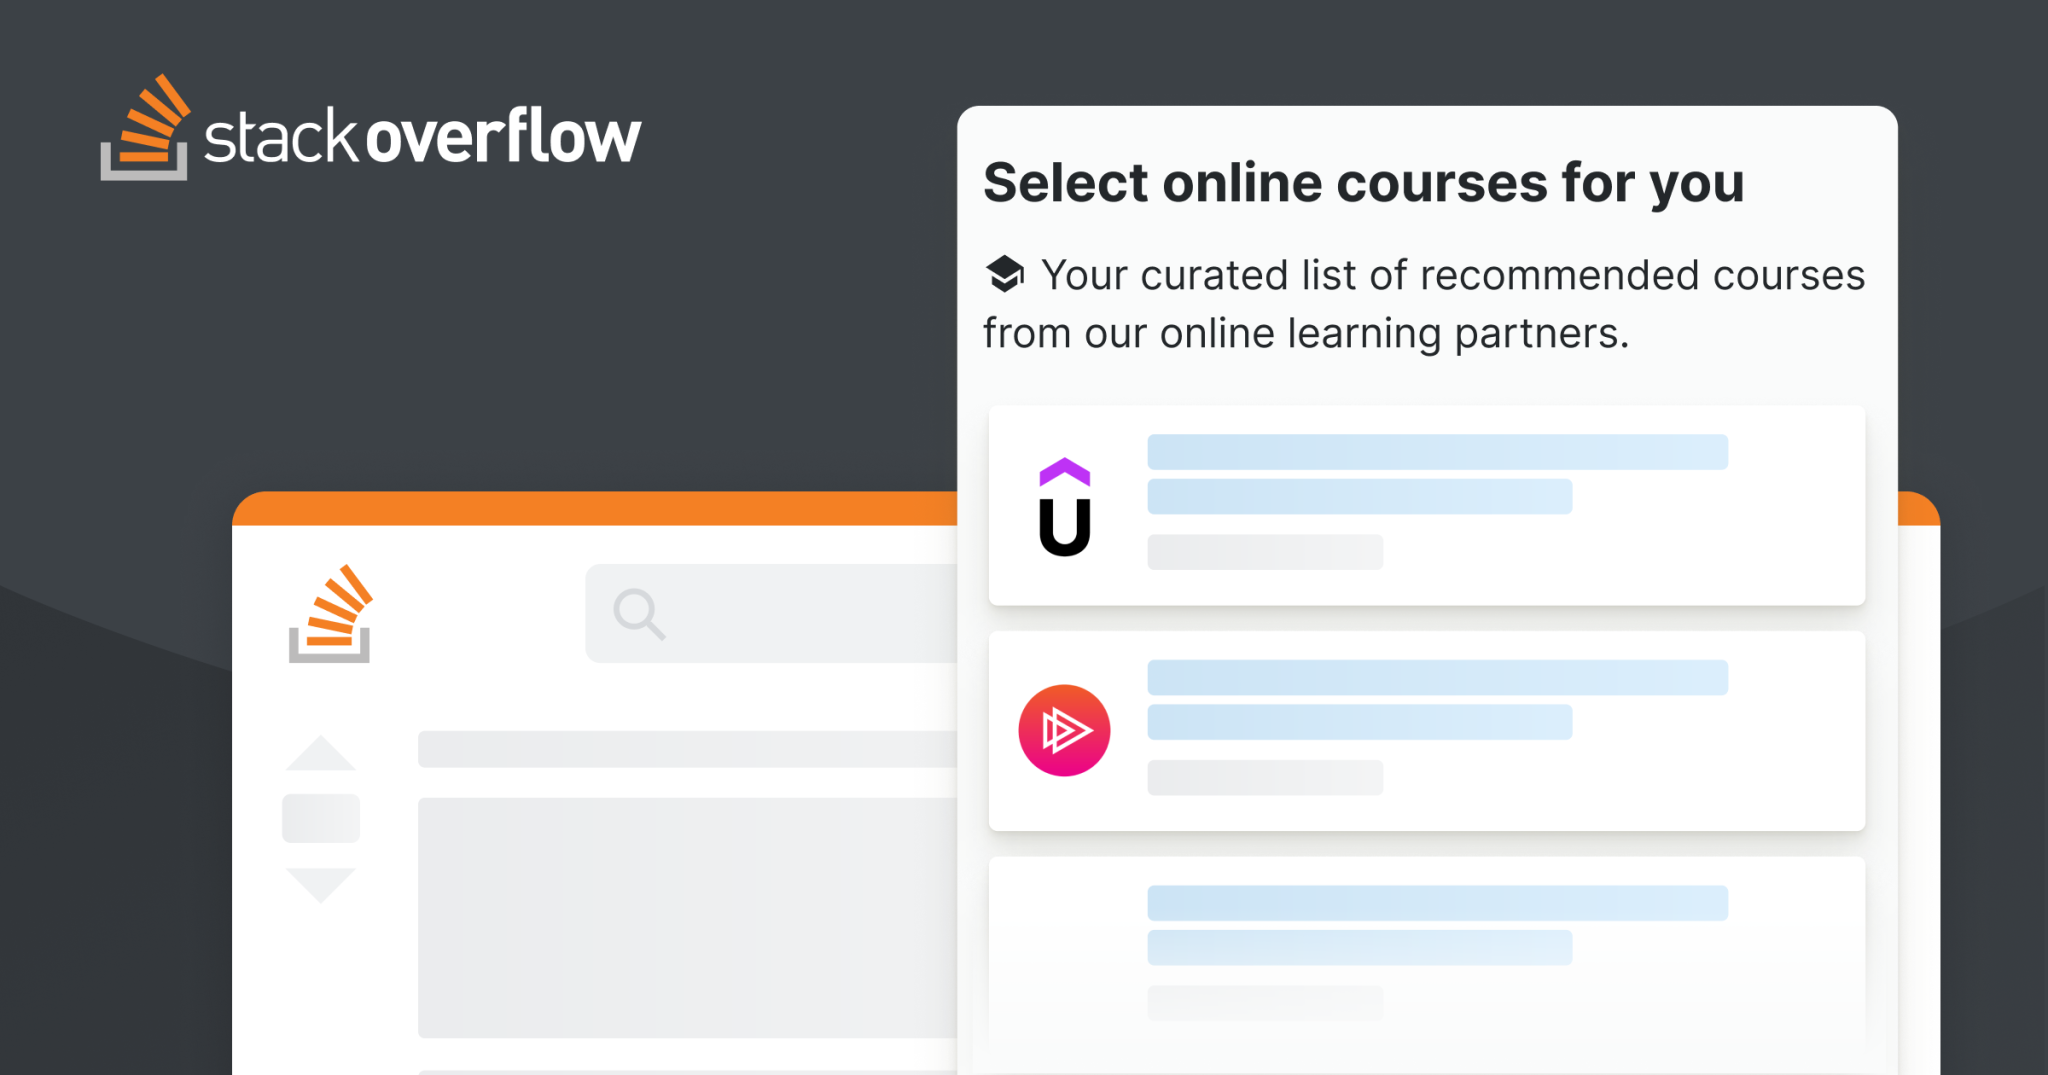 stackoverflow
Select online courses for you
Your curated list of recommended courses
from our online learning partners.